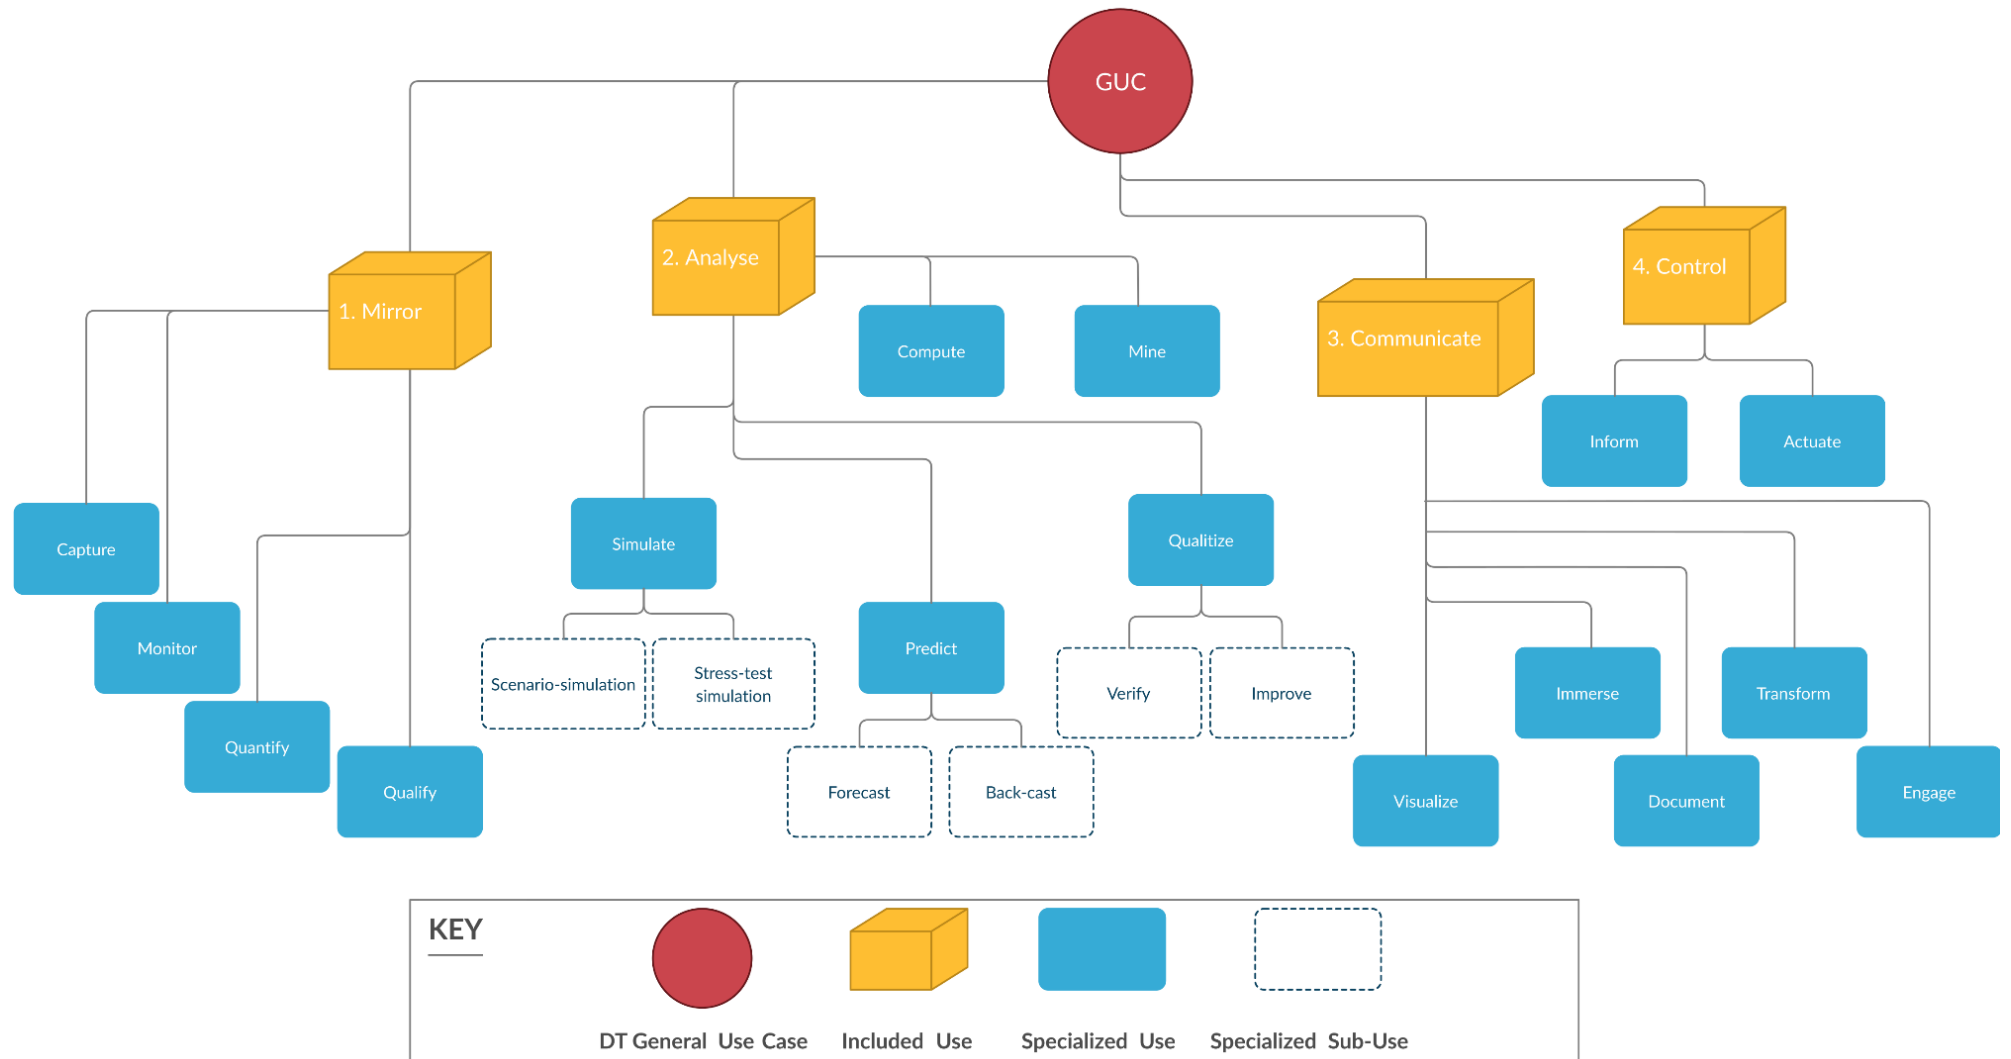 GUC
1. Mirror
2. Analyse
3. Communicate
4. Control
Compute
Mine
Inform
Actuate
Capture
Monitor
Quantify
Qualify
Simulate
Scenario-simulation
Stress-test
simulation
Predict
Forecast
Back-cast
Qualitize
Verify
Improve
Immerse
Transform
Visualize
Document
Engage
KEY
DT General Use Case
Included Use
Specialized Use
Specialized Sub-Use